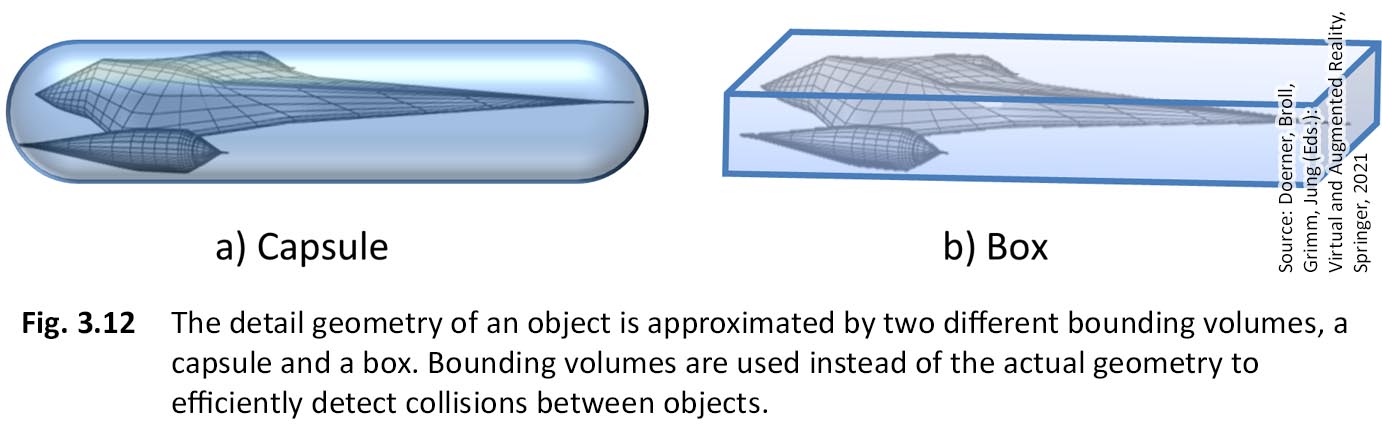 a) Capsule
b) Box
Source: Doerner, Broll,
Grimm, Jung (Eds.):
Virtual and Augmented Reality,
Springer, 2021
Fig. 3.12 The detail geometry of an object is approximated by two different bounding volumes, a
capsule and a box. Bounding volumes are used instead of the actual geometry to
efficiently detect collisions between objects.